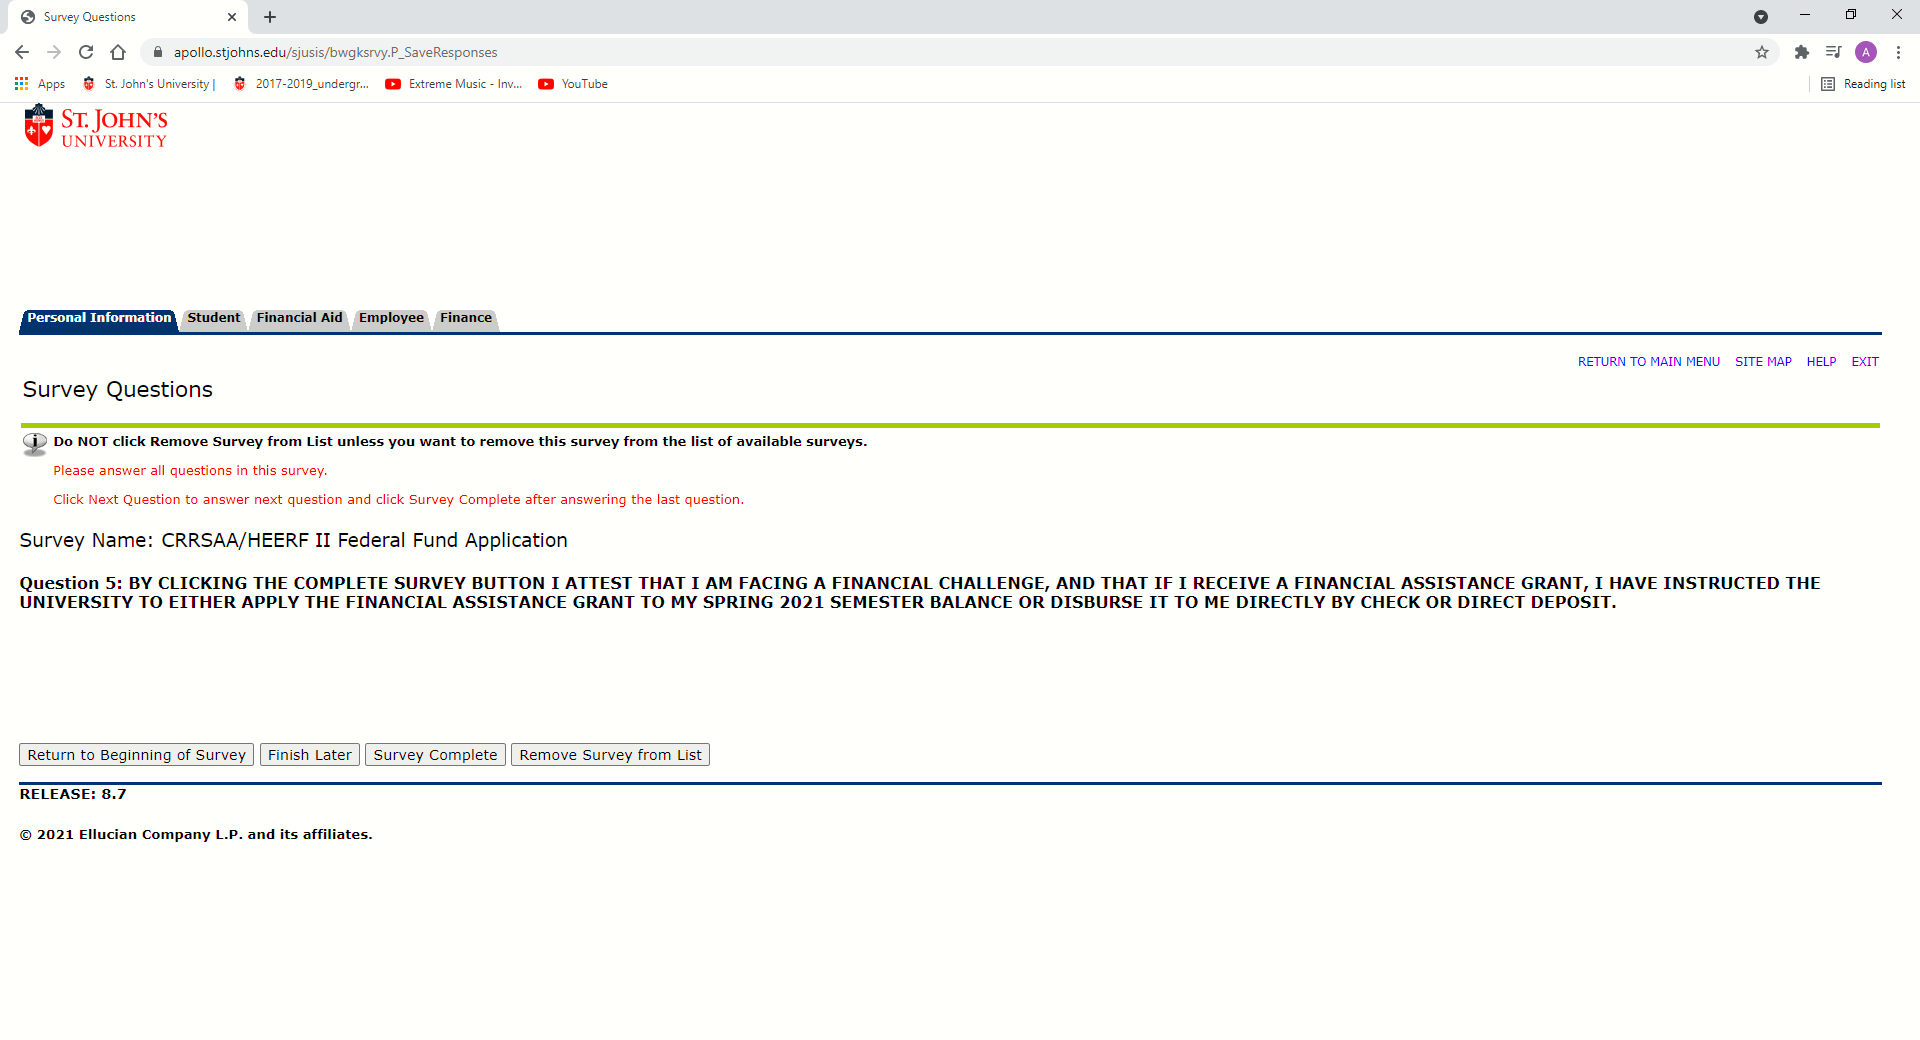 Survey Questions
apollo.stjohns.edu/sjusis/bwgksrvy.P_SaveResponses
A
Apps
St. John's University |
2017-2019_undergr...
Extreme Music - Inv...
YouTube
Reading list
ST. JOHN'S
UNIVERSITY
Personal Information
Student
Financial Aid
Employee
Finance
RETURN TO MAIN MENU
SITE MAP
HELP
EXIT
Survey Questions
Do NOT click Remove Survey from List unless you want to remove this survey from the list of available surveys.
Please answer all questions in this survey.
Click Next Question to answer next question and click Survey Complete after answering the last question.
Survey Name: CRRSAA/HEERF II Federal Fund Application
Question 5: BY CLICKING THE COMPLETE SURVEY BUTTON I ATTEST THAT I AM FACING A FINANCIAL CHALLENGE, AND THAT IF I RECEIVE A FINANCIAL ASSISTANCE GRANT, I HAVE INSTRUCTED THE
UNIVERSITY TO EITHER APPLY THE FINANCIAL ASSISTANCE GRANT TO MY SPRING 2021 SEMESTER BALANCE OR DISBURSE IT TO ME DIRECTLY BY CHECK OR DIRECT DEPOSIT.
Return to Beginning of Survey
Finish Later
Survey Complete
Remove Survey from List
RELEASE: 8.7
© 2021 Ellucian Company L.P. and its affiliates.